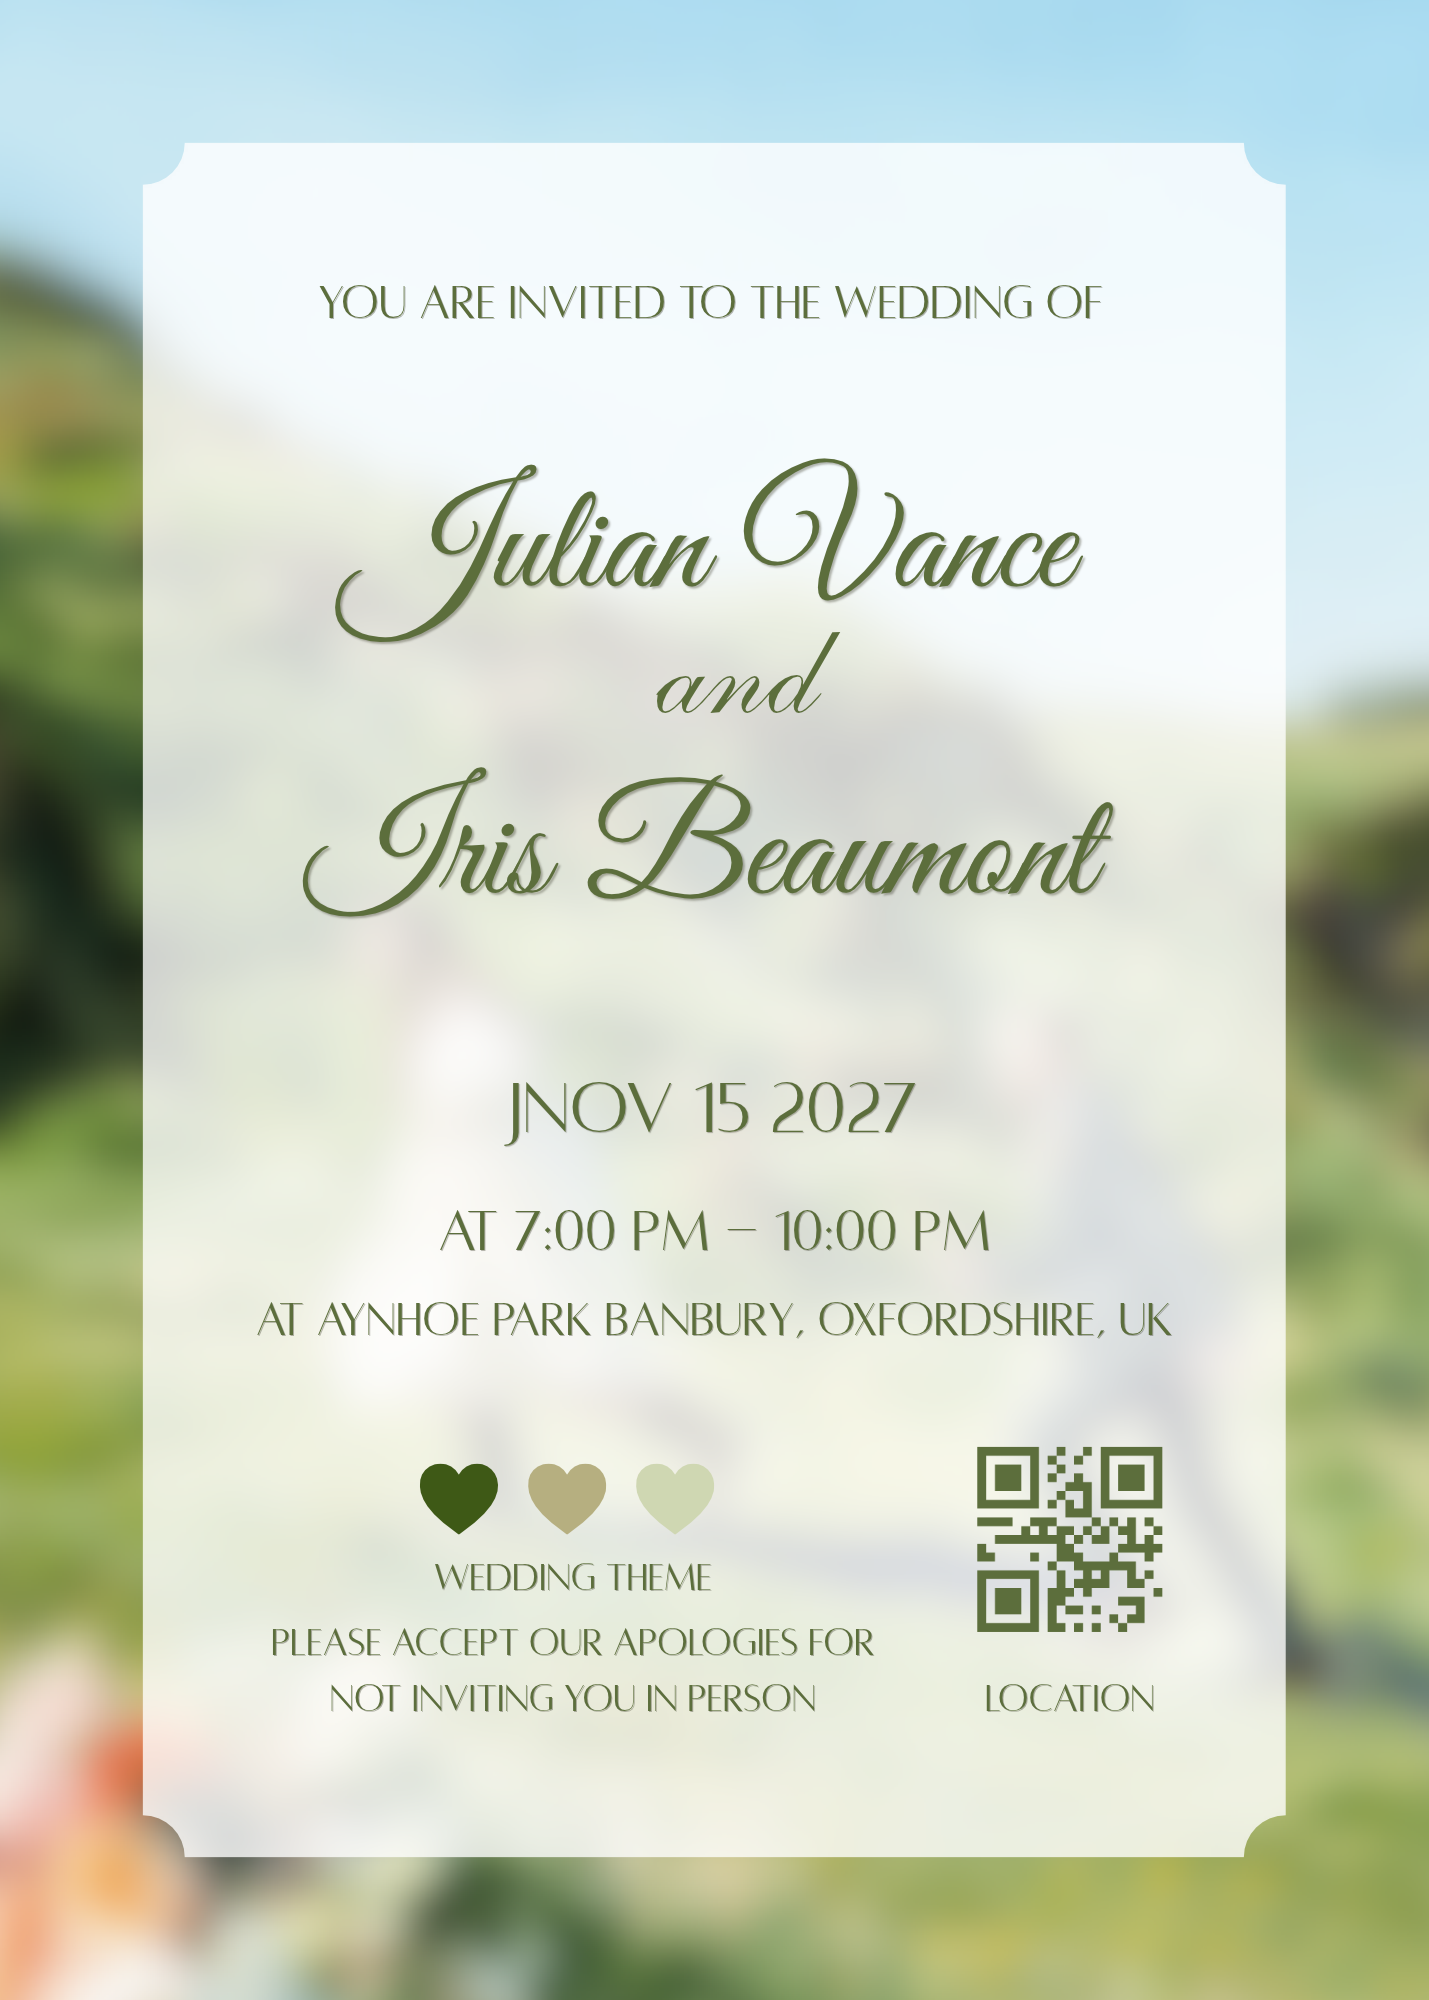 YOU ARE INVITED TO THE WEDDING OF
Julian Vance
and
Iris Beaumont
JNOV 15 2027
AT 7:00 PM – 10:00 PM
AT AYNHOE PARK BANBURY, OXFORDSHIRE, UK
WEDDING THEME
PLEASE ACCEPT OUR APOLOGIES FOR
NOT INVITING YOU IN PERSON
LOCATION